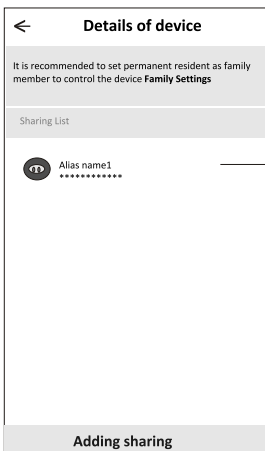 Details of device
It is recommended to set permanent resident as family
member to control the device Family Settings
Sharing List
Alias name1
************
Adding sharing